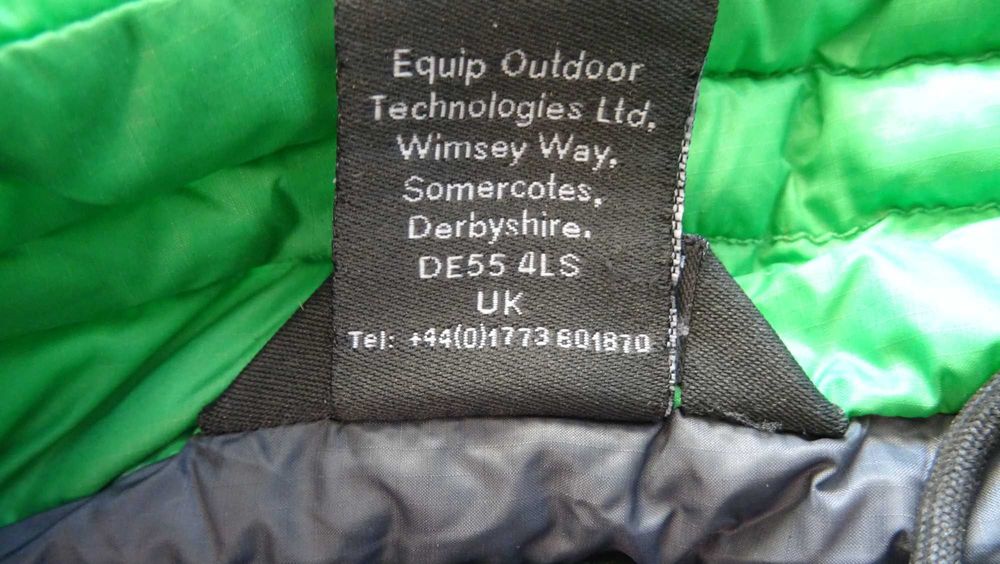 Equip Outdoor
Technologies Ltd,
Wimsey Way,
Somercotes,
Derbyshire,
DE55 4LS
UK
Tel: +44(0)1773 601870